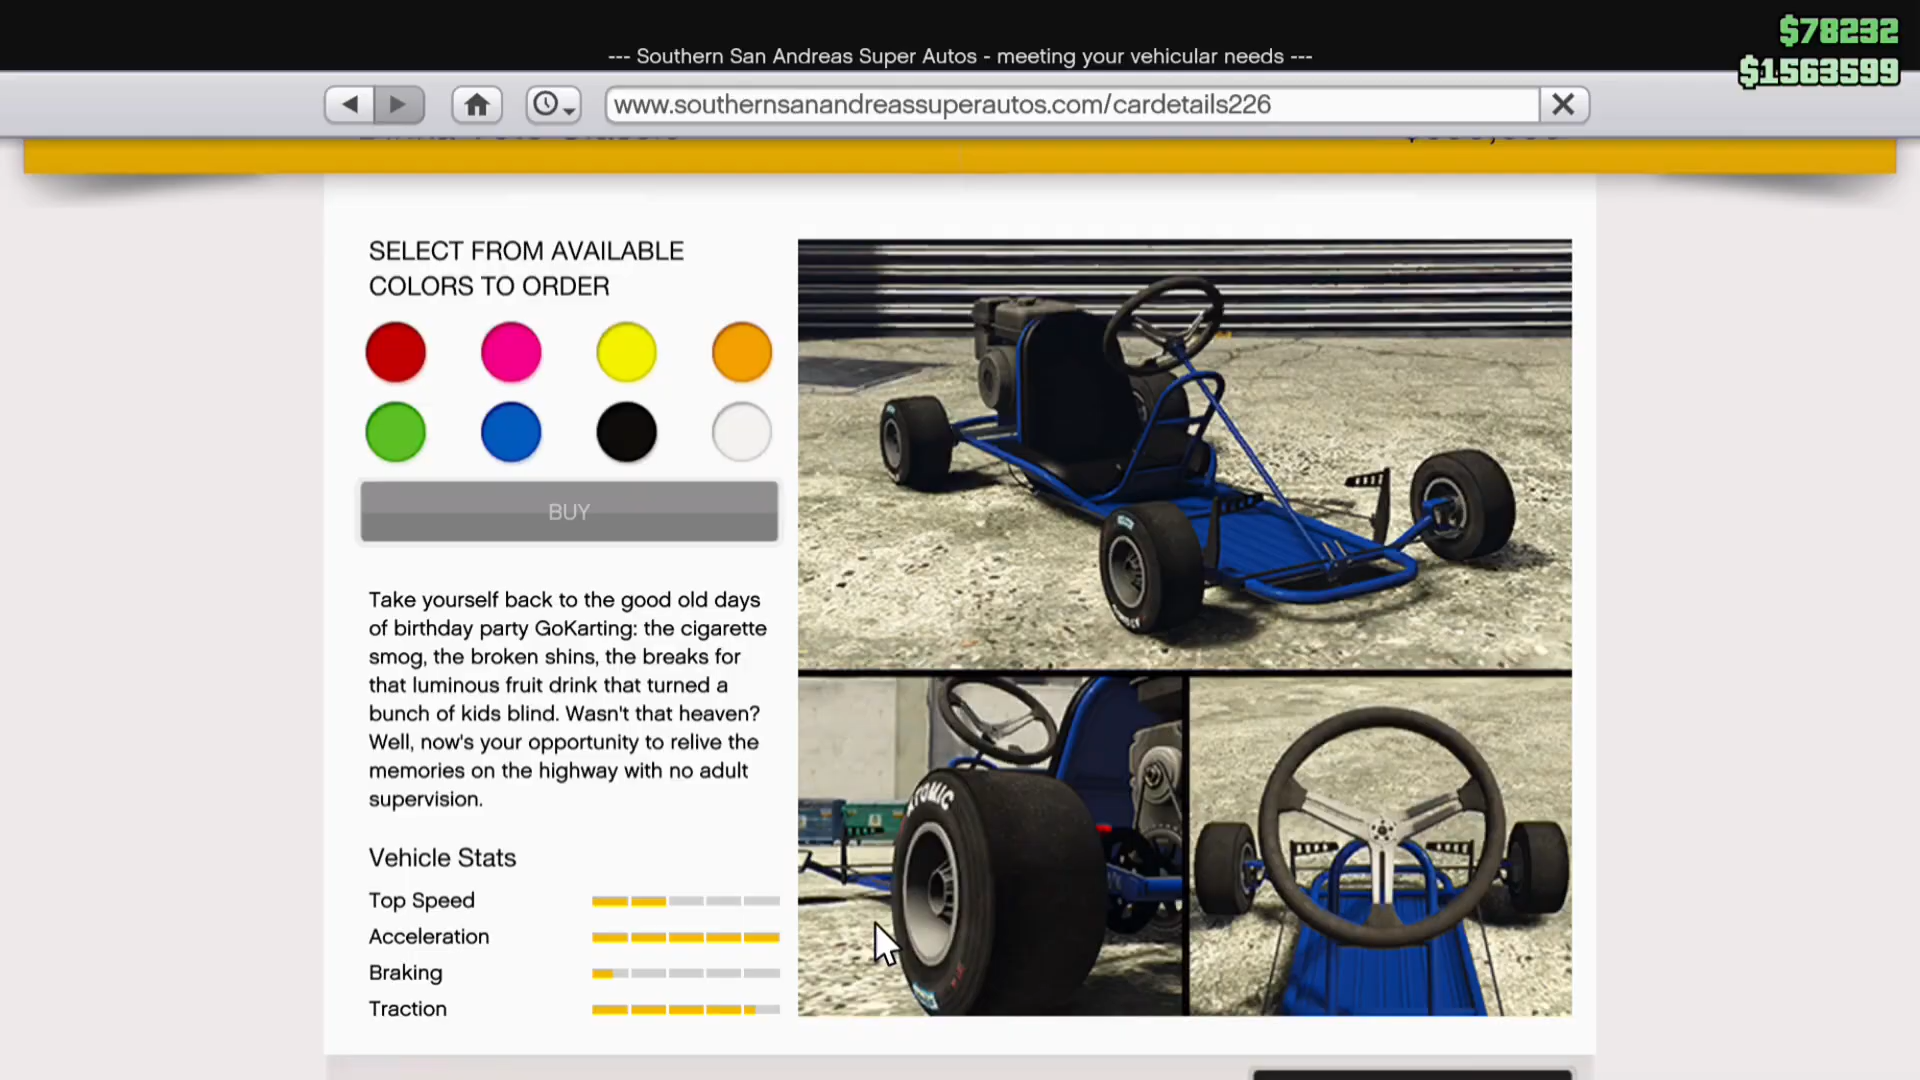 $78232
--- Southern San Andreas Super Autos - meeting your vehicular needs ---
$1563599
www.southernsanandreassuperautos.com/cardetails226
SELECT FROM AVAILABLE
COLORS TO ORDER
BUY
Take yourself back to the good old days
of birthday party GoKarting: the cigarette
smog, the broken shins, the breaks for
that luminous fruit drink that turned a
bunch of kids blind. Wasn't that heaven?
Well, now's your opportunity to relive the
memories on the highway with no adult
supervision.
Vehicle Stats
Top Speed
Acceleration
Braking
Traction
ATOMIC